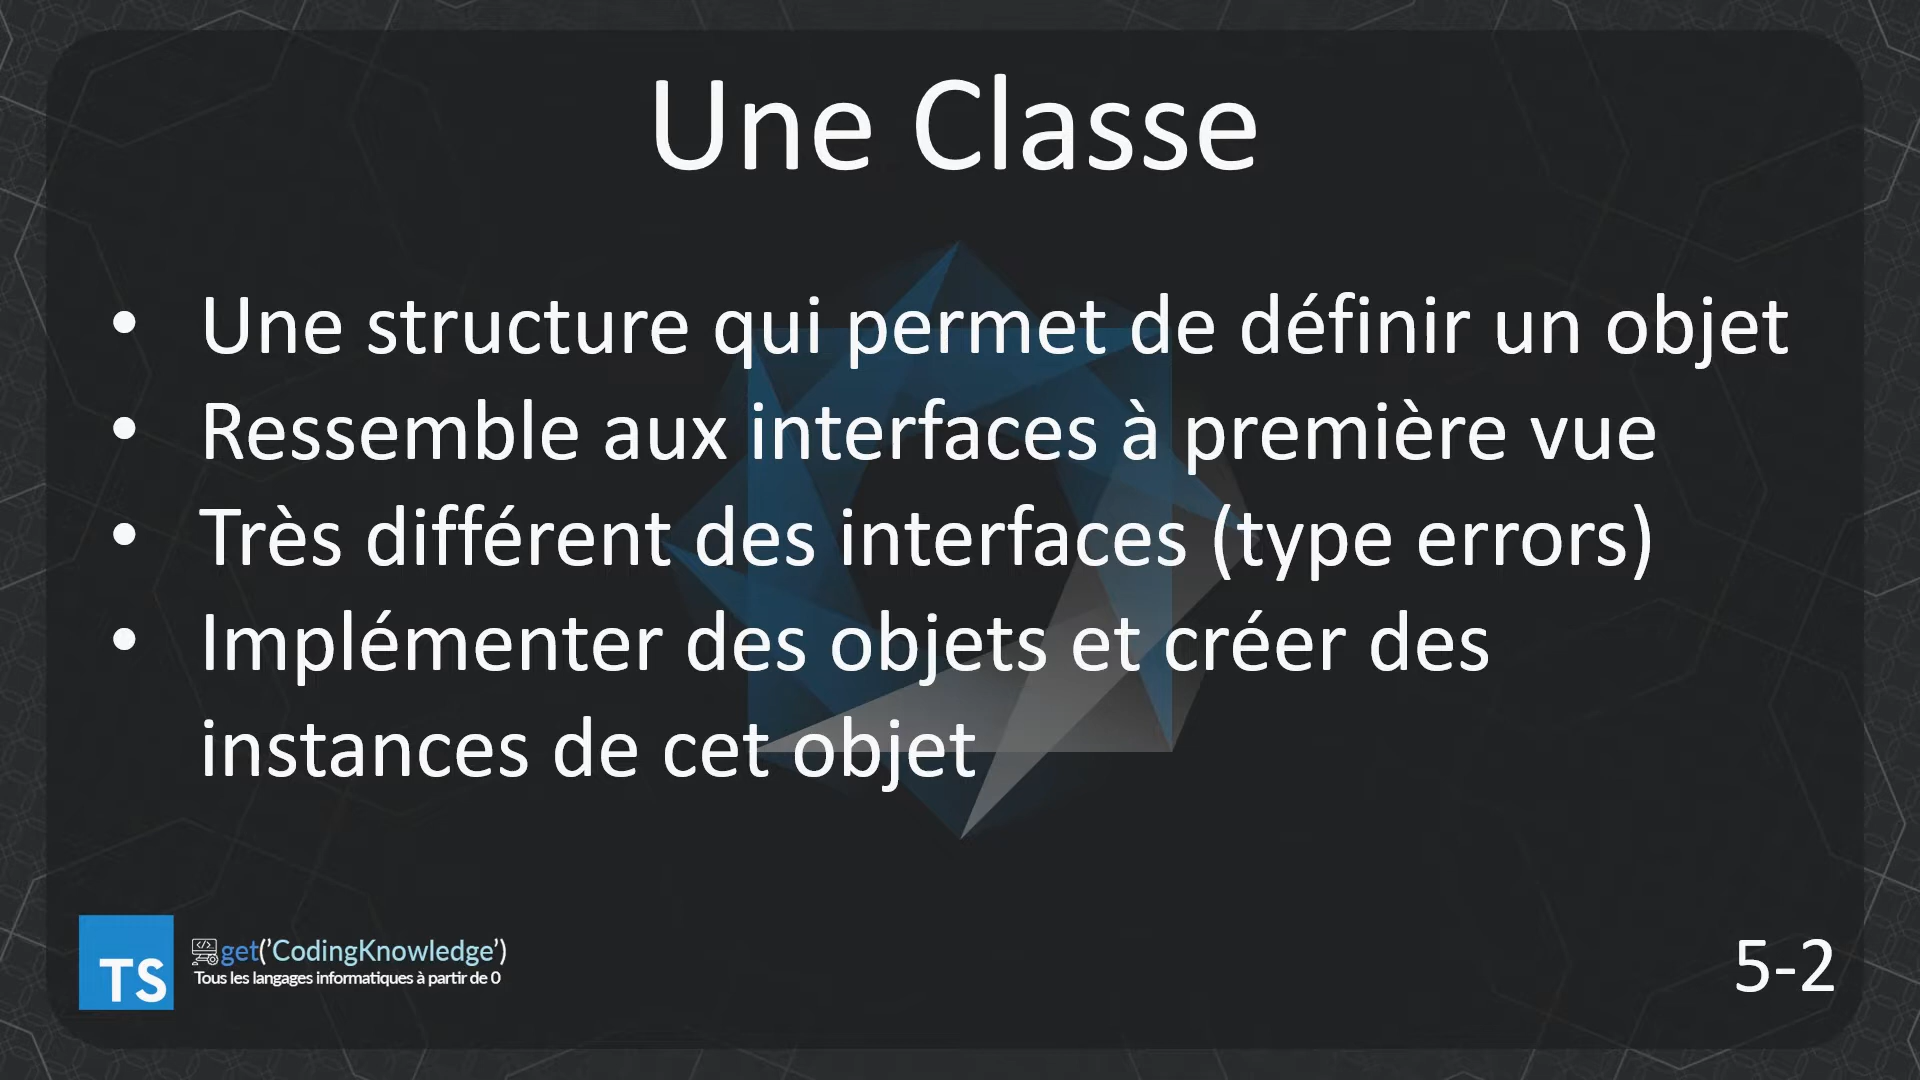 Une Classe
• Une structure qui permet de définir un objet
• Ressemble aux interfaces à première vue
• Très différent des interfaces (type errors)
• Implémenter des objets et créer des
instances de cet objet
TS
get('CodingKnowledge')
Tous les langages informatiques à partir de 0
5-2